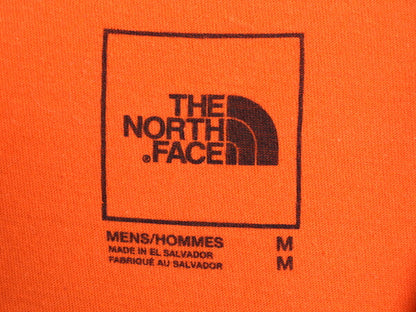 THE
NORTH
®FACE
MENS/HOMMES M
MADE IN EL SALVADOR
FABRIQUÉ AU SALVADOR M